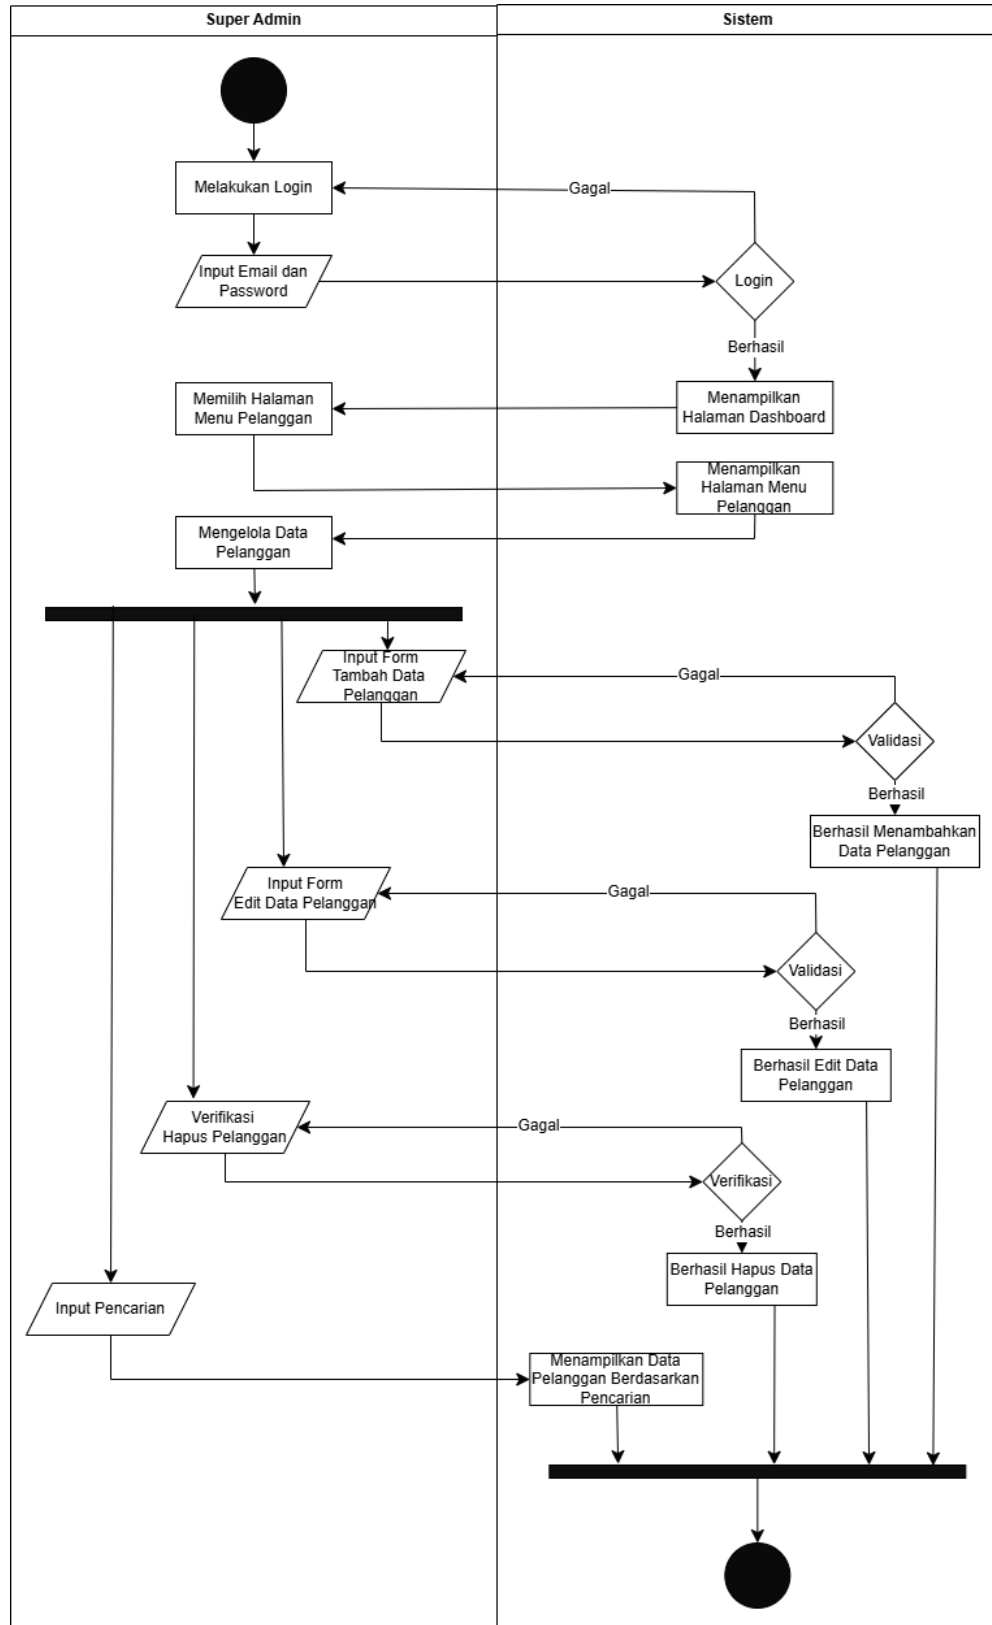 Super Admin
Sistem
Melakukan Login
Gagal
Input Email dan
Password
Login
Berhasil
Memilih Halaman
Menu Pelanggan
Menampilkan
Halaman Dashboard
Menampilkan
Halaman Menu
Pelanggan
Mengelola Data
Pelanggan
Input Form
Tambah Data
Pelanggan
Gagal
Validasi
Berhasil
Berhasil Menambahkan
Data Pelanggan
Input Form
Edit Data Pelanggan
Gagal
Validasi
Berhasil
Berhasil Edit Data
Pelanggan
Verifikasi
Hapus Pelanggan
Gagal
Verifikasi
Berhasil
Berhasil Hapus Data
Pelanggan
Input Pencarian
Menampilkan Data
Pelanggan Berdasarkan
Pencarian